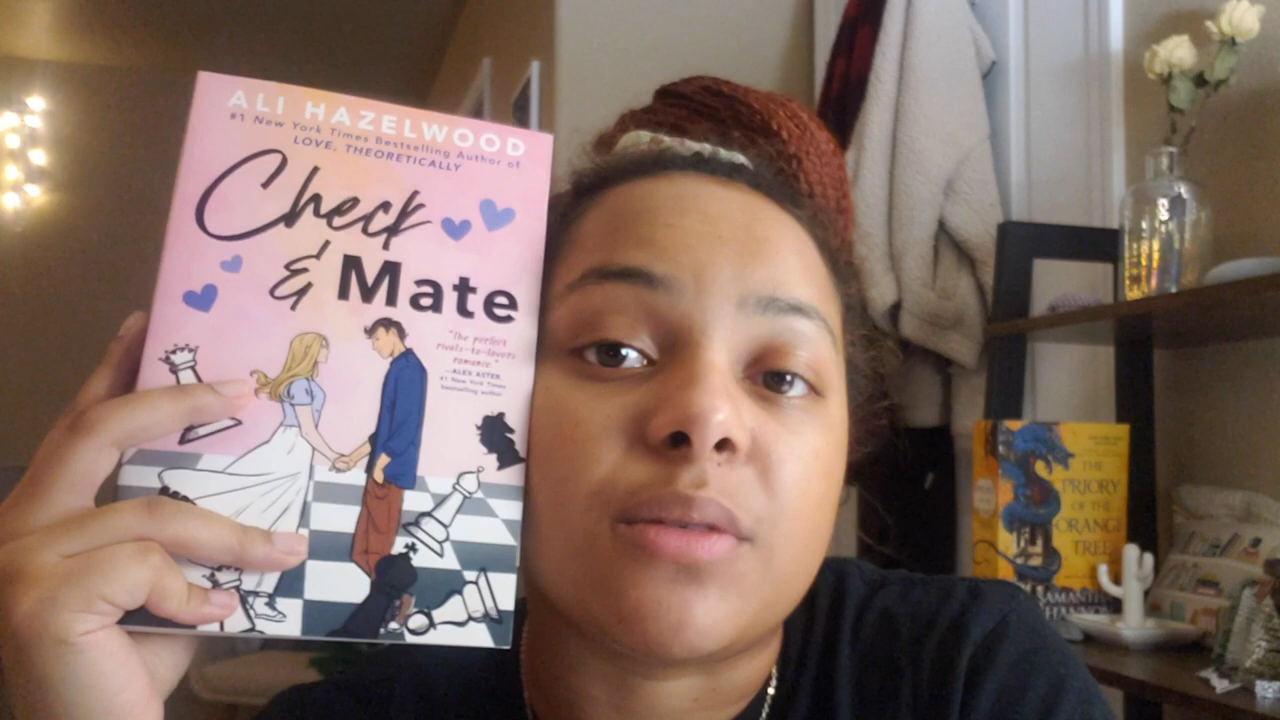 ALI HAZELWOOD
#1 New York Times Bestselling Author of
LOVE, THEORETICALLY
Check
& Mate
"The perfect
rivals-to-lovers
romance."
—ALEX ASTER,
#1 New York Times
bestselling author
THE
PRIORY
OF THE
ORANGE
TREE
SAMANTHA
SHANNON